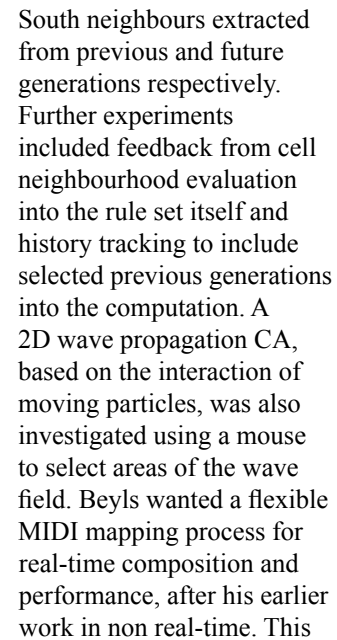 South neighbours extracted
from previous and future
generations respectively.
Further experiments
included feedback from cell
neighbourhood evaluation
into the rule set itself and
history tracking to include
selected previous generations
into the computation. A
2D wave propagation CA,
based on the interaction of
moving particles, was also
investigated using a mouse
to select areas of the wave
field. Beyls wanted a flexible
MIDI mapping process for
real-time composition and
performance, after his earlier
work in non real-time. This